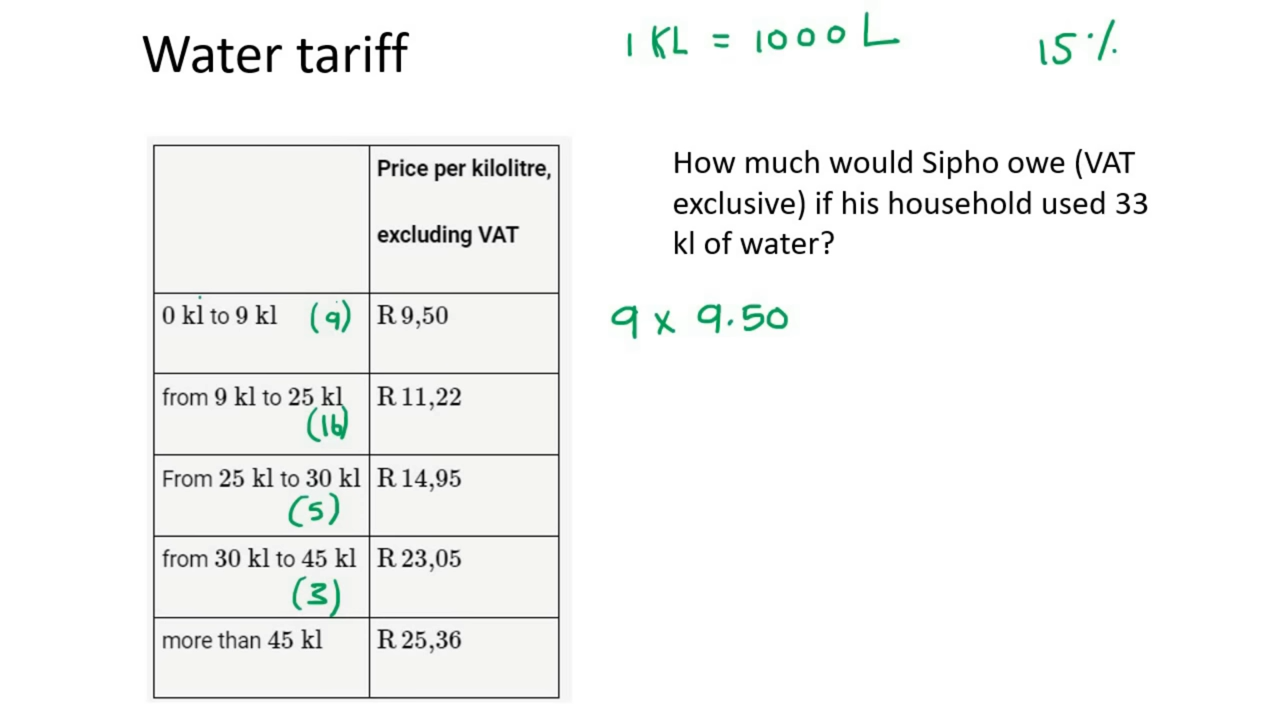 Water tariff
1 KL = 1000 L
15 %
Price per kilolitre,
excluding VAT
0 kl to 9 kl (9) R 9,50
from 9 kl to 25 kl R 11,22
(16)
From 25 kl to 30 kl R 14,95
(5)
from 30 kl to 45 kl R 23,05
(3)
more than 45 kl R 25,36
How much would Sipho owe (VAT
exclusive) if his household used 33
kl of water?
9 x 9.50